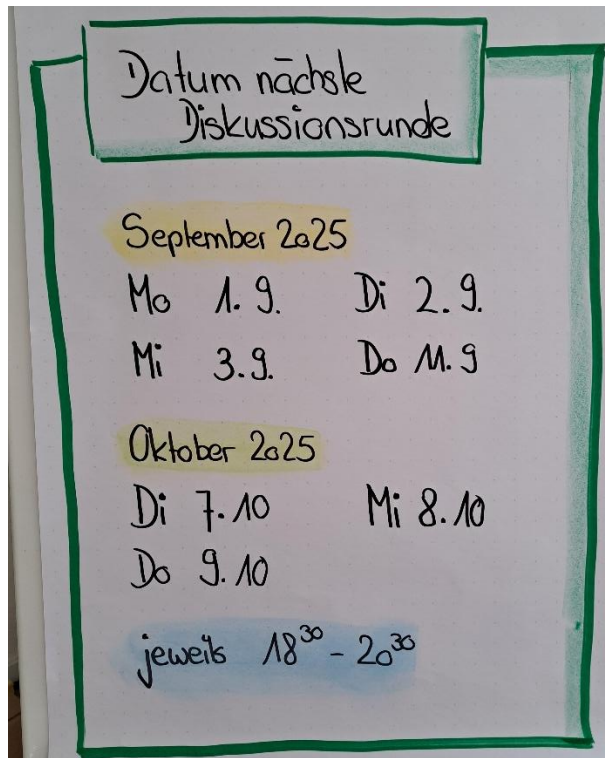 Datum nächste
Diskussionsrunde
September 2025
Mo 1.9. Di 2.9.
Mi 3.9. Do 11.9
Oktober 2025
Di 7.10 Mi 8.10
Do 9.10
jeweils 18³⁰ - 20³⁰